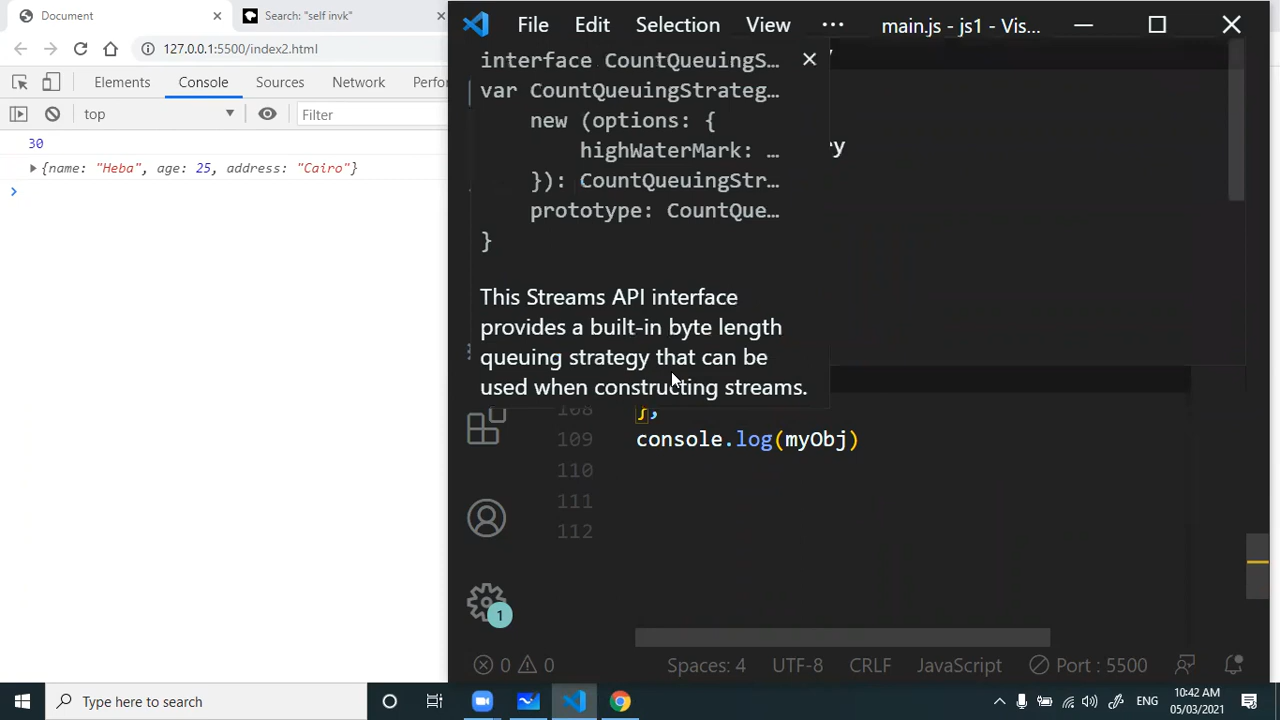 Document
Search: "self invk"
127.0.0.1:5500/index2.html
Elements Console Sources Network Perfo
top
Filter
30
{name: "Heba", age: 25, address: "Cairo"}
File Edit Selection View ···
main.js - js1 - Vis...
interface CountQueuingS…
var CountQueuingStrateg…
new (options: {
highWaterMark: …
}): CountQueuingStr…
prototype: CountQue…
}
ry
This Streams API interface
provides a built-in byte length
queuing strategy that can be
used when constructing streams.
108 },
109 console.log(myObj)
110
111
112
1
0 0 Spaces: 4 UTF-8 CRLF JavaScript Port : 5500
Type here to search
ENG
10:42 AM
05/03/2021